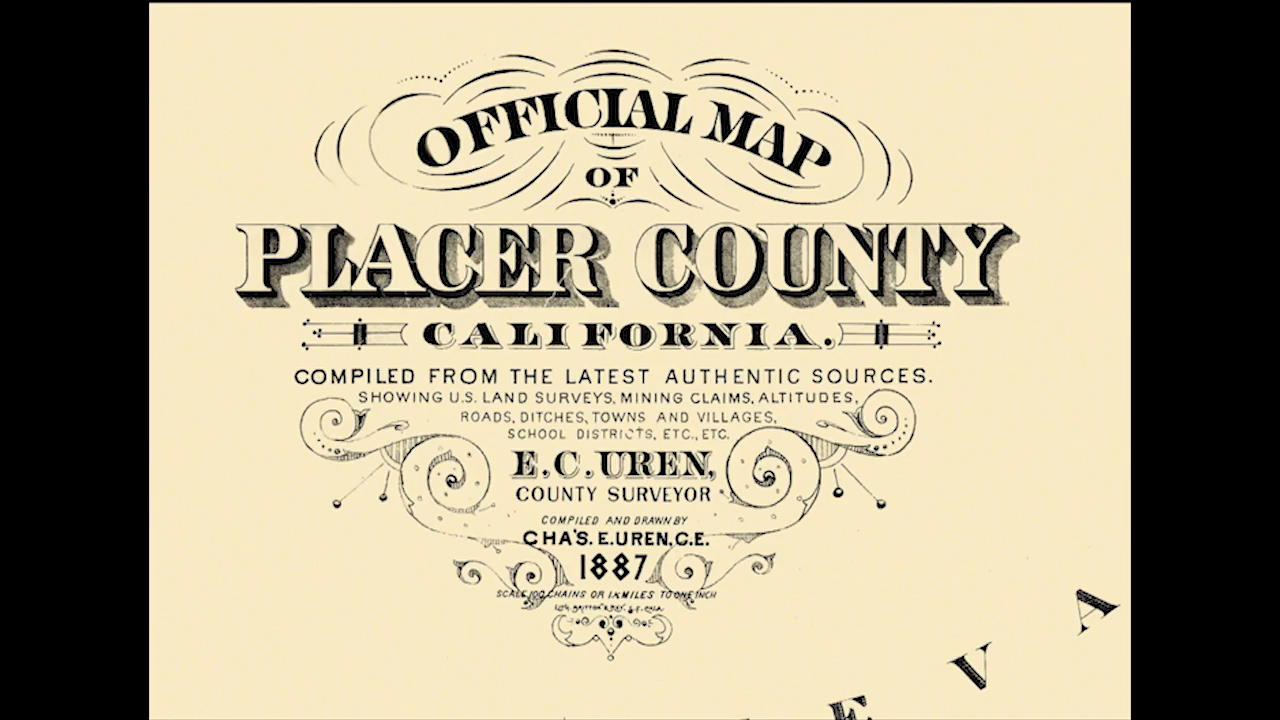 OFFICIAL MAP
OF
PLACER COUNTY
CALIFORNIA.
COMPILED FROM THE LATEST AUTHENTIC SOURCES.
SHOWING U.S. LAND SURVEYS, MINING CLAIMS, ALTITUDES,
ROADS, DITCHES, TOWNS AND VILLAGES,
SCHOOL DISTRICTS, ETC., ETC.
E.C. UREN,
COUNTY SURVEYOR
COMPILED AND DRAWN BY
CHA'S. E. UREN, C.E.
1887
SCALE 100 CHAINS OR 1¼ MILES TO ONE INCH
E V A